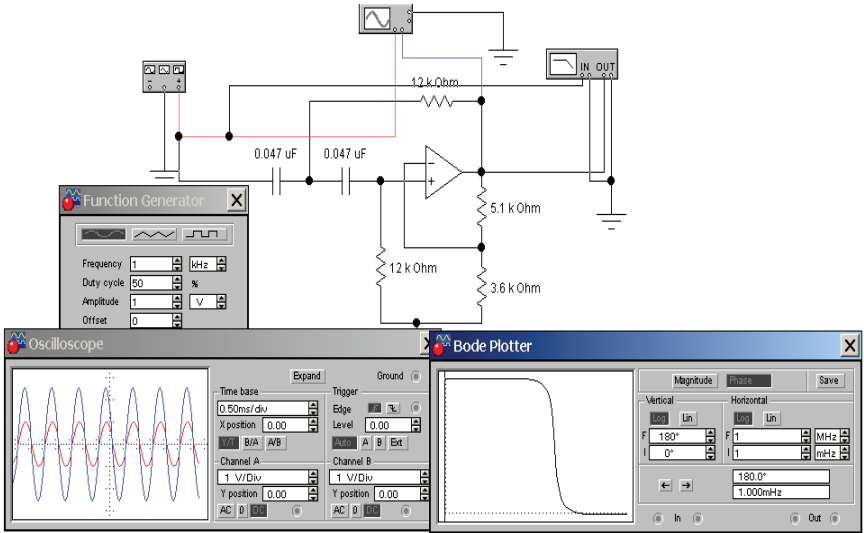 IN OUT
12 k Ohm
- +
0.047 uF 0.047 uF
-
+
5.1 k Ohm
12 k Ohm
3.6 k Ohm
Function Generator
Frequency 1 kHz
Duty cycle 50 %
Amplitude 1 V
Offset 0
Oscilloscope
Expand Ground
Time base Trigger
0.50ms/div Edge
X position 0.00 Level 0.00
Y/T B/A A/B Auto A B Ext
Channel A Channel B
1 V/Div 1 V/Div
Y position 0.00 Y position 0.00
AC 0 DC AC 0 DC
Bode Plotter
Magnitude Phase Save
Vertical Horizontal
Log Lin Log Lin
F 180° F 1 MHz
I 0° I 1 mHz
180.0°
1.000mHz
In Out